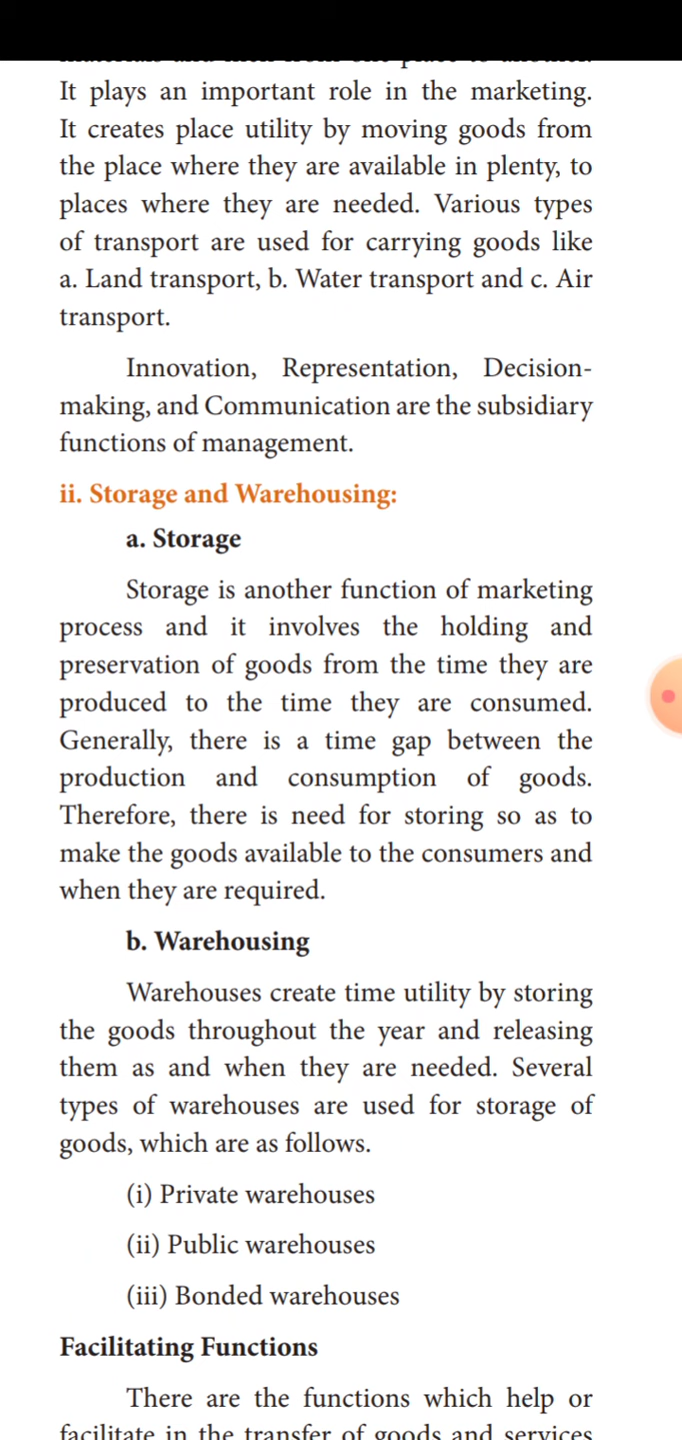 It plays an important role in the marketing.
It creates place utility by moving goods from
the place where they are available in plenty, to
places where they are needed. Various types
of transport are used for carrying goods like
a. Land transport, b. Water transport and c. Air
transport.
Innovation, Representation, Decision-
making, and Communication are the subsidiary
functions of management.
ii. Storage and Warehousing:
a. Storage
Storage is another function of marketing
process and it involves the holding and
preservation of goods from the time they are
produced to the time they are consumed.
Generally, there is a time gap between the
production and consumption of goods.
Therefore, there is need for storing so as to
make the goods available to the consumers and
when they are required.
b. Warehousing
Warehouses create time utility by storing
the goods throughout the year and releasing
them as and when they are needed. Several
types of warehouses are used for storage of
goods, which are as follows.
(i) Private warehouses
(ii) Public warehouses
(iii) Bonded warehouses
Facilitating Functions
There are the functions which help or
facilitate in the transfer of goods and services